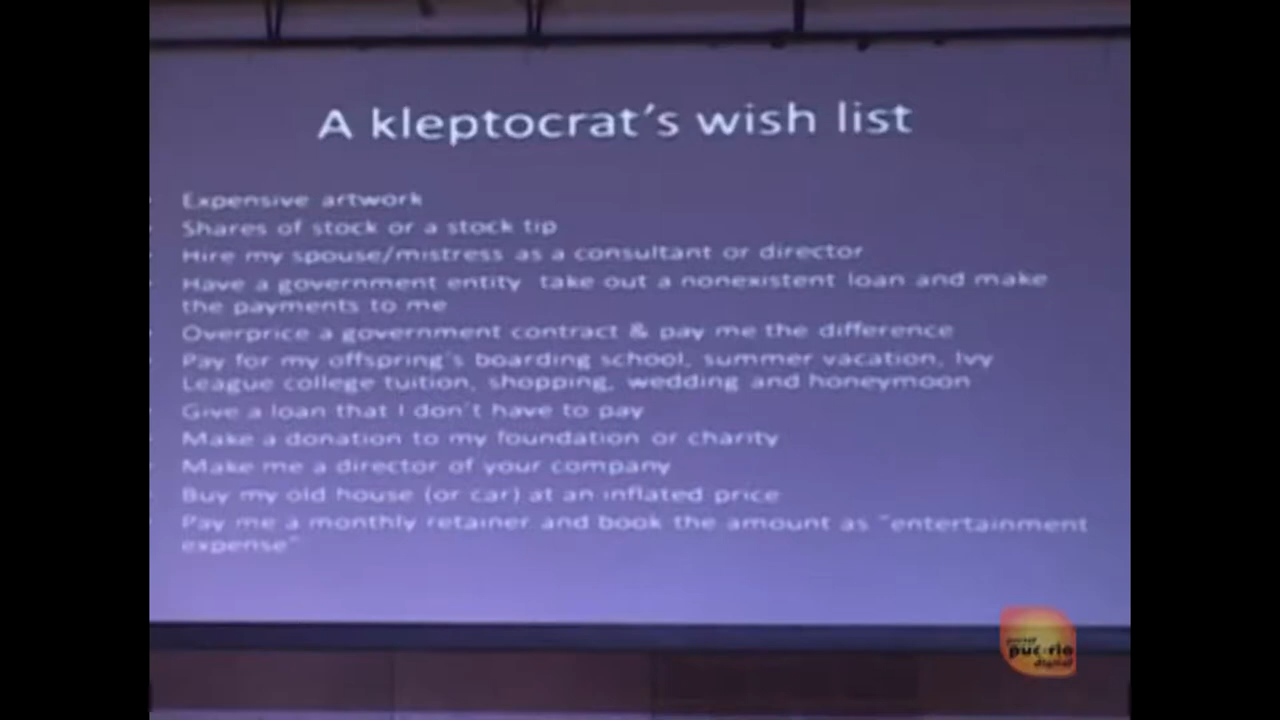 A kleptocrat's wish list
Expensive artwork
Shares of stock or a stock tip
Hire my spouse/mistress as a consultant or director
Have a government entity take out a nonexistent loan and make
the payments to me
Overprice a government contract & pay me the difference
Pay for my offspring's boarding school, summer vacation, Ivy
League college tuition, shopping, wedding and honeymoon
Give a loan that I don't have to pay
Make a donation to my foundation or charity
Make me a director of your company
Buy my old house (or car) at an inflated price
Pay me a monthly retainer and book the amount as "entertainment
expense"
puc-rio
digital